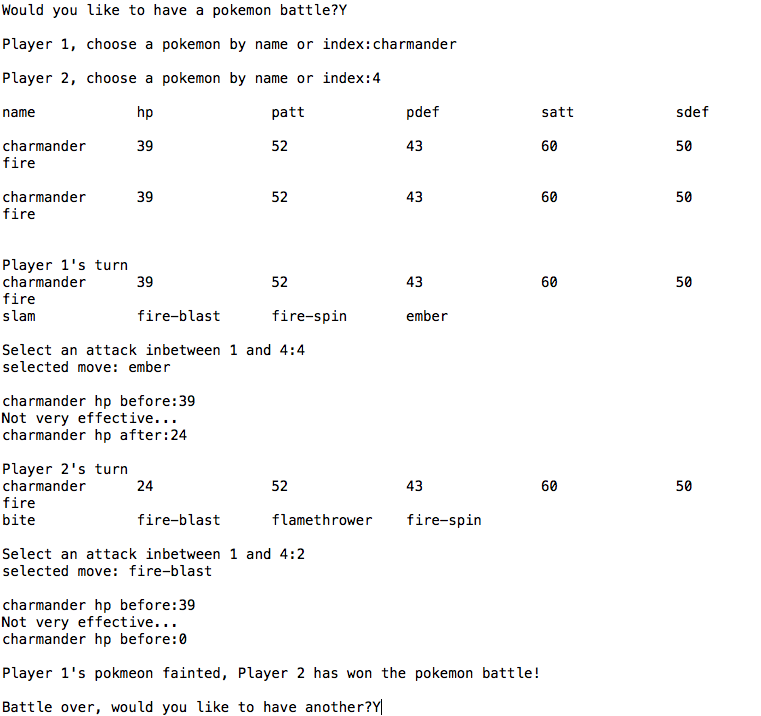 Would you like to have a pokemon battle?Y
Player 1, choose a pokemon by name or index:charmander
Player 2, choose a pokemon by name or index:4
name hp patt pdef satt sdef
charmander 39 52 43 60 50
fire
charmander 39 52 43 60 50
fire
Player 1's turn
charmander 39 52 43 60 50
fire
slam fire-blast fire-spin ember
Select an attack inbetween 1 and 4:4
selected move: ember
charmander hp before:39
Not very effective...
charmander hp after:24
Player 2's turn
charmander 24 52 43 60 50
fire
bite fire-blast flamethrower fire-spin
Select an attack inbetween 1 and 4:2
selected move: fire-blast
charmander hp before:39
Not very effective...
charmander hp before:0
Player 1's pokmeon fainted, Player 2 has won the pokemon battle!
Battle over, would you like to have another?Y